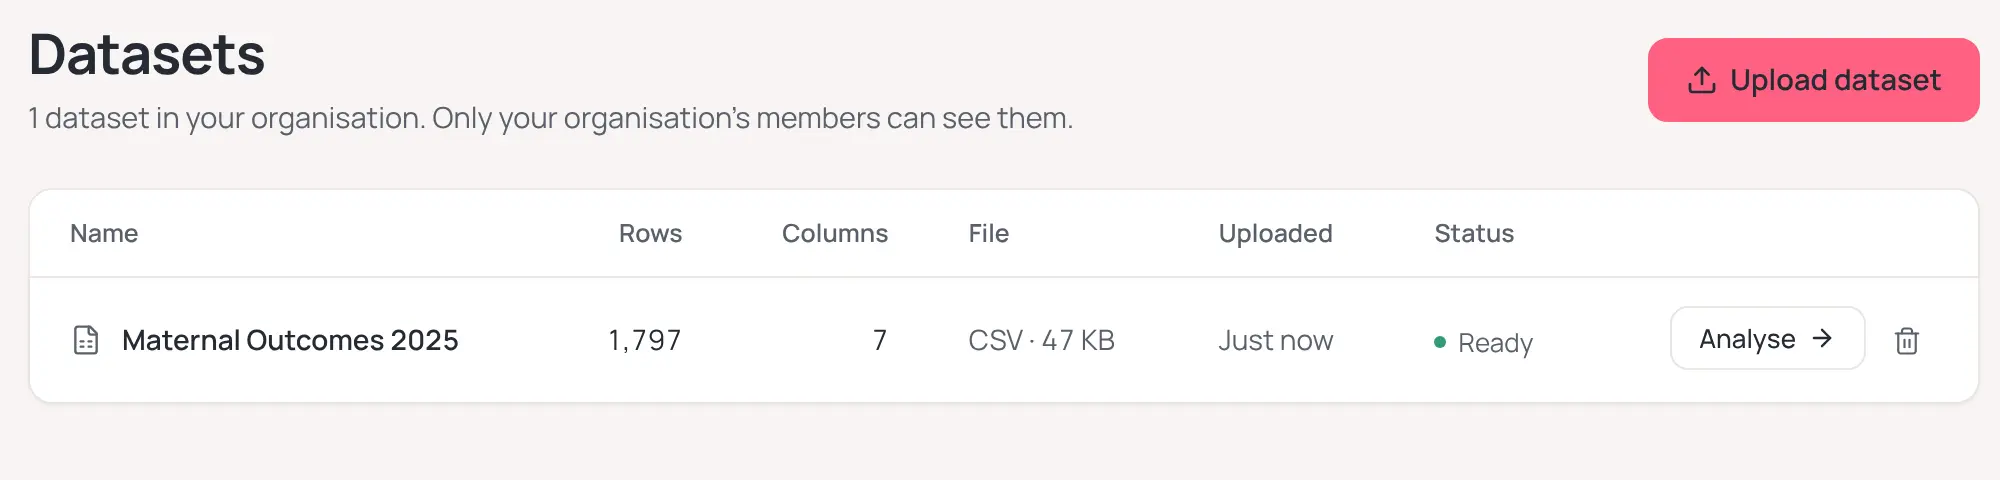 Datasets
1 dataset in your organisation. Only your organisation's members can see them.
Upload dataset
Name Rows Columns File Uploaded Status
Maternal Outcomes 2025 1,797 7 CSV · 47 KB Just now Ready Analyse →